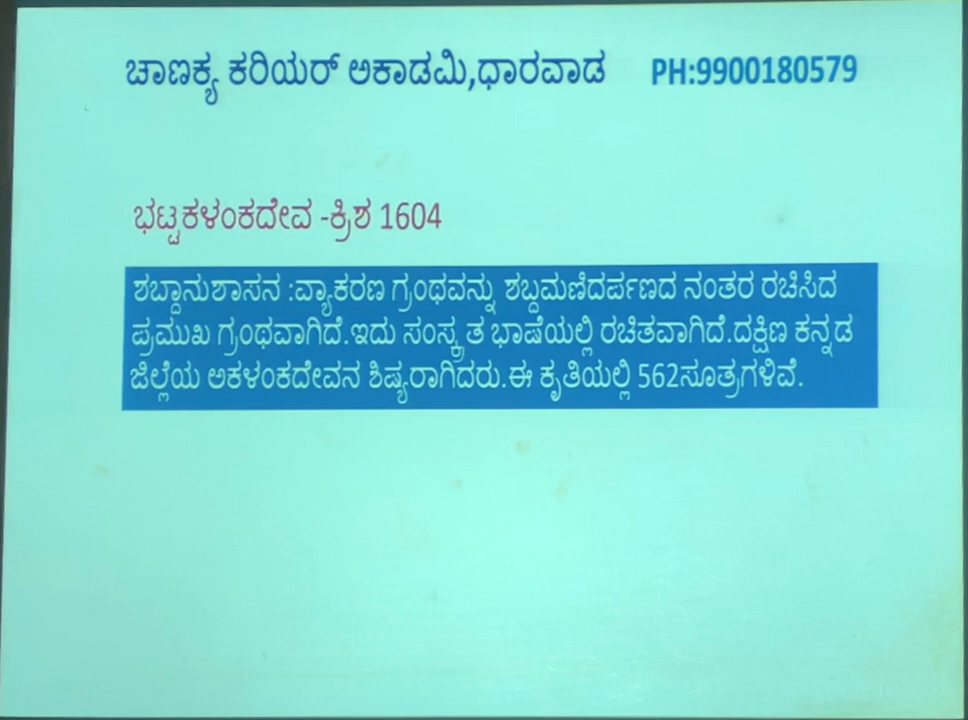 ಚಾಣಕ್ಯ ಕರಿಯರ್ ಅಕಾಡಮಿ,ಧಾರವಾಡ PH:9900180579
ಭಟ್ಟಕಳಂಕದೇವ -ಕ್ರಿಶ 1604
ಶಬ್ದಾನುಶಾಸನ :ವ್ಯಾಕರಣ ಗ್ರಂಥವನ್ನು ಶಬ್ದಮಣಿದರ್ಪಣದ ನಂತರ ರಚಿಸಿದ
ಪ್ರಮುಖ ಗ್ರಂಥವಾಗಿದೆ.ಇದು ಸಂಸ್ಕ್ರತ ಭಾಷೆಯಲ್ಲಿ ರಚಿತವಾಗಿದೆ.ದಕ್ಷಿಣ ಕನ್ನಡ
ಜಿಲ್ಲೆಯ ಅಕಳಂಕದೇವನ ಶಿಷ್ಯರಾಗಿದರು.ಈ ಕೃತಿಯಲ್ಲಿ 562ಸೂತ್ರಗಳಿವೆ.